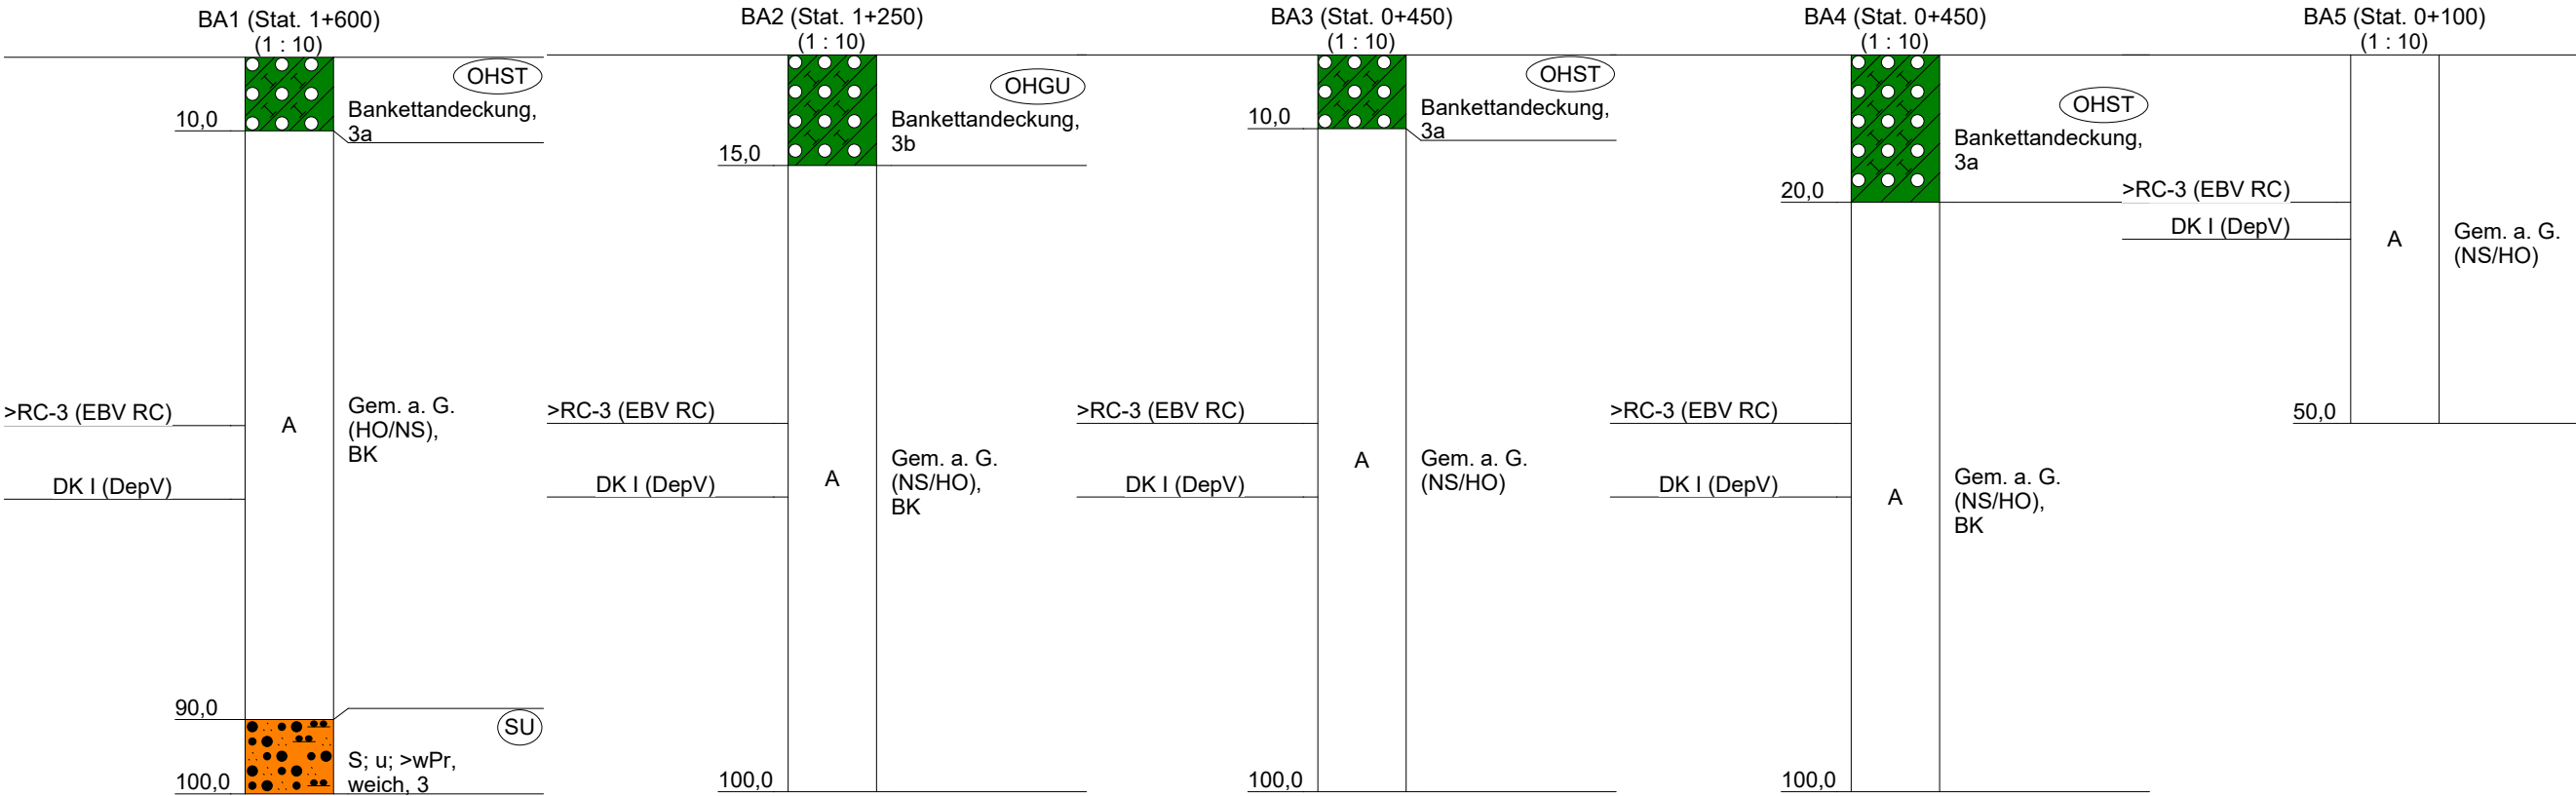 BA1 (Stat. 1+600)
(1 : 10)
OHST
Bankettandeckung,
3a
10,0
>RC-3 (EBV RC)
DK I (DepV)
A
Gem. a. G.
(HO/NS),
BK
90,0
SU
S; u; >wPr,
weich, 3
100,0
BA2 (Stat. 1+250)
(1 : 10)
OHGU
Bankettandeckung,
3b
15,0
>RC-3 (EBV RC)
DK I (DepV)
A
Gem. a. G.
(NS/HO),
BK
100,0
BA3 (Stat. 0+450)
(1 : 10)
OHST
Bankettandeckung,
3a
10,0
>RC-3 (EBV RC)
DK I (DepV)
A
Gem. a. G.
(NS/HO)
100,0
BA4 (Stat. 0+450)
(1 : 10)
OHST
Bankettandeckung,
3a
20,0
>RC-3 (EBV RC)
DK I (DepV)
A
Gem. a. G.
(NS/HO),
BK
100,0
BA5 (Stat. 0+100)
(1 : 10)
>RC-3 (EBV RC)
DK I (DepV)
A
Gem. a. G.
(NS/HO)
50,0